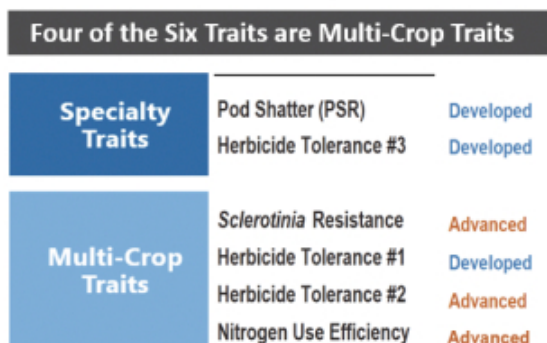 Four of the Six Traits are Multi-Crop Traits
Specialty
Traits
Pod Shatter (PSR) Developed
Herbicide Tolerance #3 Developed
Multi-Crop
Traits
Sclerotinia Resistance Advanced
Herbicide Tolerance #1 Developed
Herbicide Tolerance #2 Advanced
Nitrogen Use Efficiency Advanced